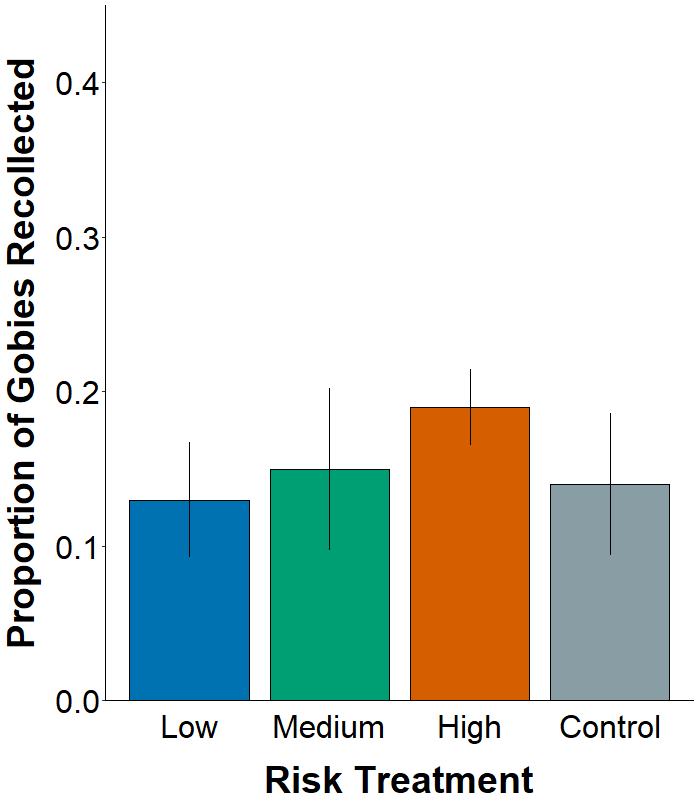 Proportion of Gobies Recollected
0.4
0.3
0.2
0.1
0.0
Low Medium High Control
Risk Treatment